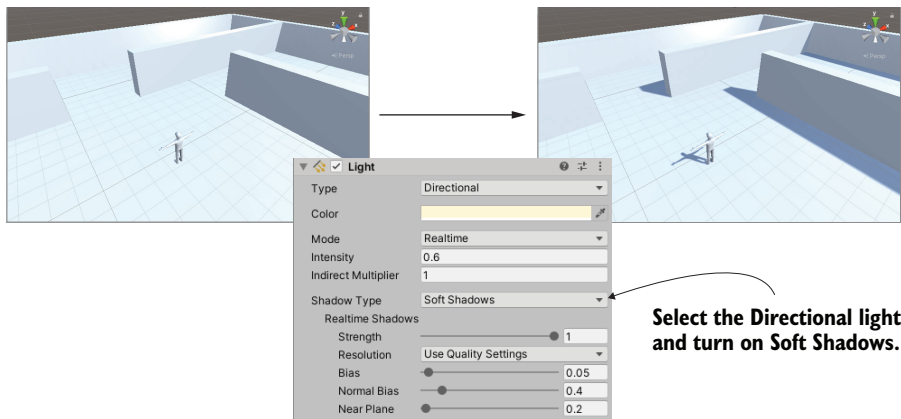 y
z
x
Persp
y
z
x
Persp
Light
Type
Directional
Color
Mode
Realtime
Intensity
0.6
Indirect Multiplier
1
Shadow Type
Soft Shadows
Realtime Shadows
Strength
1
Resolution
Use Quality Settings
Bias
0.05
Normal Bias
0.4
Near Plane
0.2
Select the Directional light
and turn on Soft Shadows.